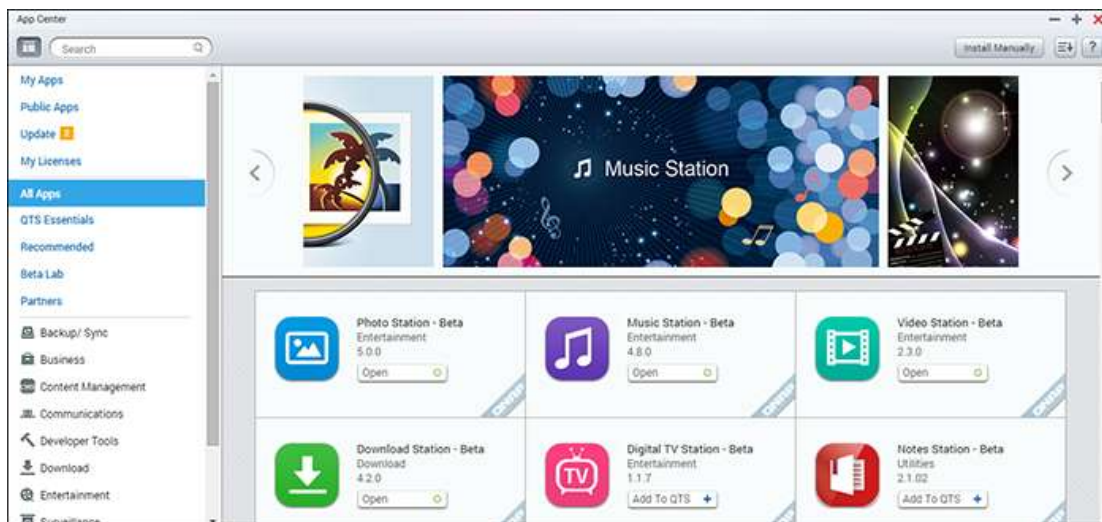 App Center
Search
Install Manually
?
My Apps
Public Apps
Update
My Licenses
All Apps
QTS Essentials
Recommended
Beta Lab
Partners
Backup/ Sync
Business
Content Management
Communications
Developer Tools
Download
Entertainment
Surveillance
Music Station
Photo Station - Beta
Entertainment
5.0.0
Open
Music Station - Beta
Entertainment
4.8.0
Open
Video Station - Beta
Entertainment
2.3.0
Open
Download Station - Beta
Download
4.2.0
Open
TV
Digital TV Station - Beta
Entertainment
1.1.7
Add To QTS +
Notes Station - Beta
Utilities
2.1.02
Add To QTS +